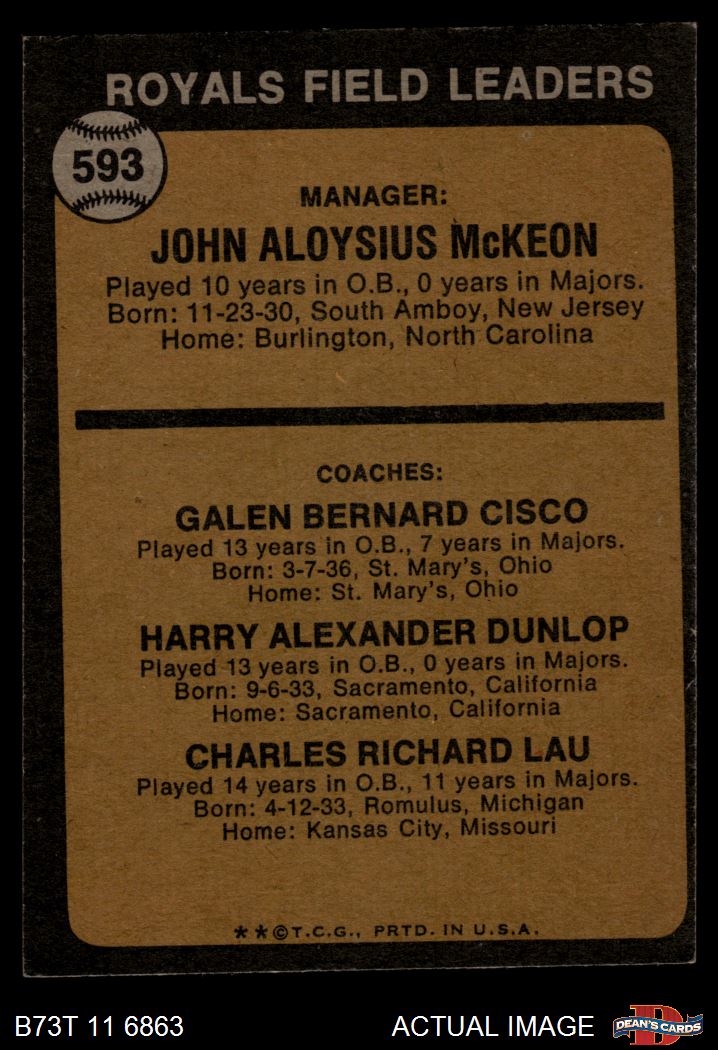 ROYALS FIELD LEADERS
593
MANAGER:
JOHN ALOYSIUS McKEON
Played 10 years in O.B., 0 years in Majors.
Born: 11-23-30, South Amboy, New Jersey
Home: Burlington, North Carolina
COACHES:
GALEN BERNARD CISCO
Played 13 years in O.B., 7 years in Majors.
Born: 3-7-36, St. Mary's, Ohio
Home: St. Mary's, Ohio
HARRY ALEXANDER DUNLOP
Played 13 years in O.B., 0 years in Majors.
Born: 9-6-33, Sacramento, California
Home: Sacramento, California
CHARLES RICHARD LAU
Played 14 years in O.B., 11 years in Majors.
Born: 4-12-33, Romulus, Michigan
Home: Kansas City, Missouri
**©T.C.G., PRTD. IN U.S.A.
B73T 11 6863
ACTUAL IMAGE
D
DEAN'S CARDS